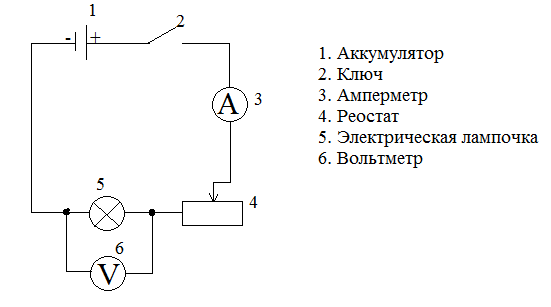 1
2
- +
A
3
4
5
6
V
1. Аккумулятор
2. Ключ
3. Амперметр
4. Реостат
5. Электрическая лампочка
6. Вольтметр